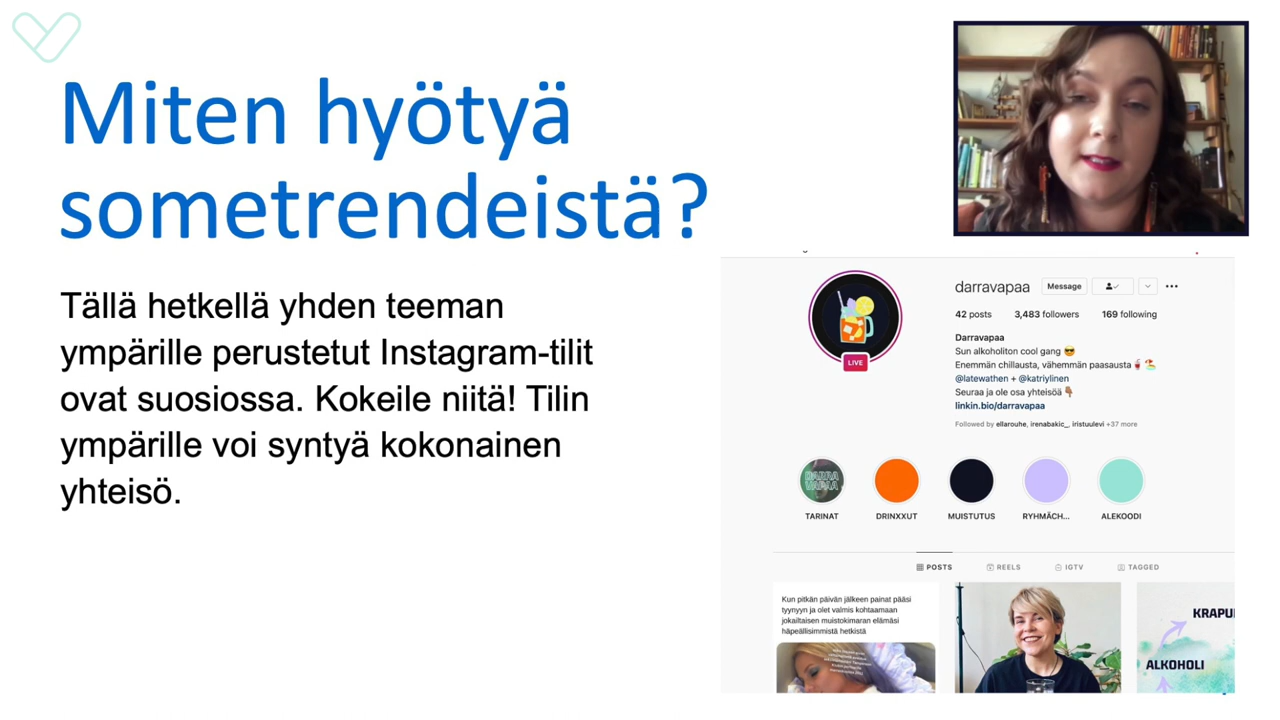 Miten hyötyä
sometrendeistä?
Tällä hetkellä yhden teeman
ympärille perustetut Instagram-tilit
ovat suosiossa. Kokeile niitä! Tilin
ympärille voi syntyä kokonainen
yhteisö.
darravapaa Message
42 posts 3,483 followers 169 following
Darravapaa
Sun alkoholiton cool gang 😎
Enemmän chillausta, vähemmän paasausta🍹🏖️
@latewathen + @katriylinen
Seuraa ja ole osa yhteisöä👇🏽
linkin.bio/darravapaa
Followed by ellarouhe, irenabakic_, iristuulevi +37 more
LIVE
DARRA
VAPAA
TARINAT DRINXXUT MUISTUTUS RYHMÄCH... ALEKOODI
POSTS REELS IGTV TAGGED
Kun pitkän päivän jälkeen painat pääsi
tyynyyn ja olet valmis kohtaamaan
jokailtaisen muistokimaran elämäsi
häpeällisimmistä hetkistä
KRAPU
ALKOHOLI